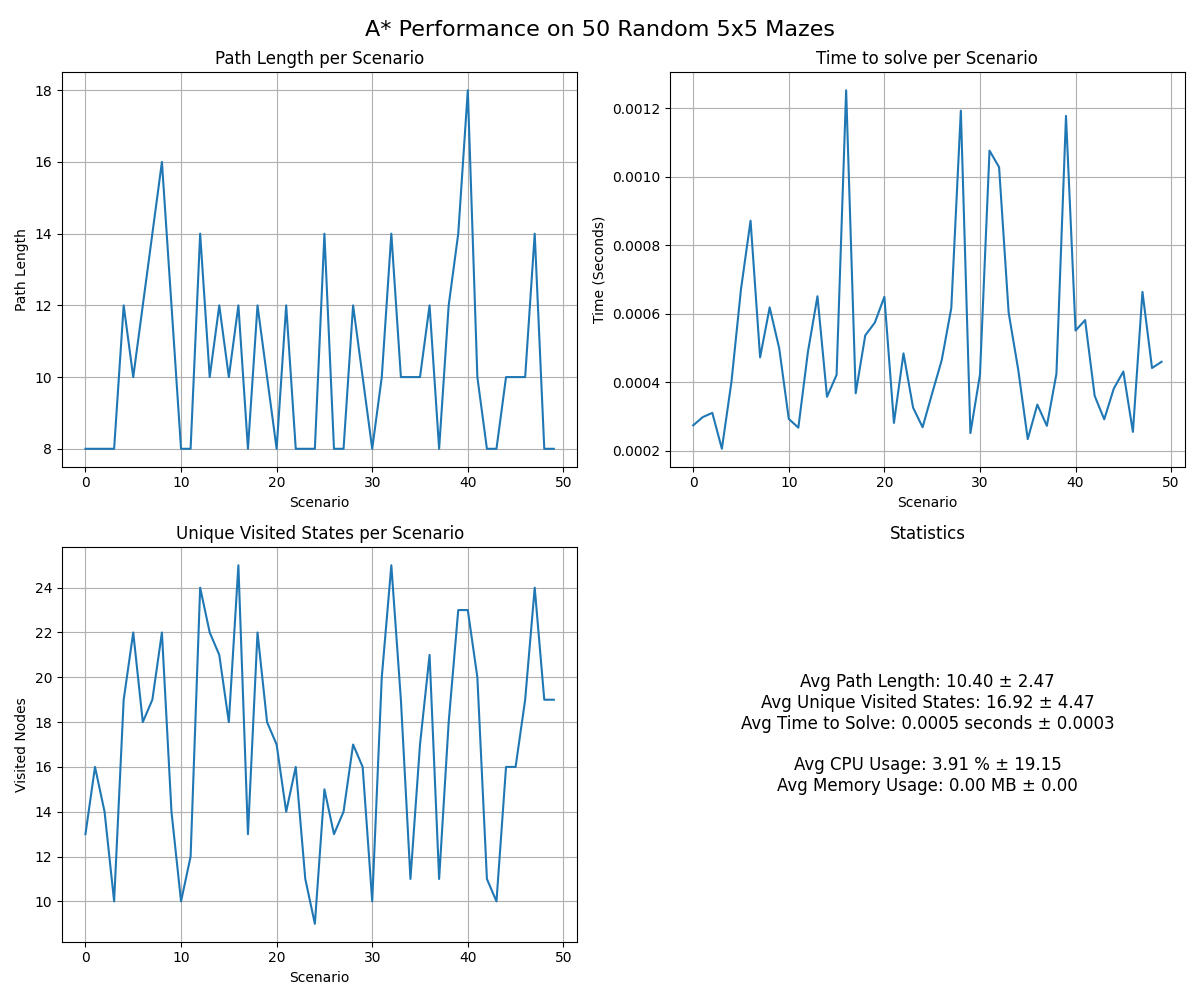 A* Performance on 50 Random 5x5 Mazes
Path Length per Scenario
18
16
14
12
10
8
Path Length
0 10 20 30 40 50
Scenario
Time to solve per Scenario
0.0012
0.0010
0.0008
0.0006
0.0004
0.0002
Time (Seconds)
0 10 20 30 40 50
Scenario
Unique Visited States per Scenario
24
22
20
18
16
14
12
10
Visited Nodes
0 10 20 30 40 50
Scenario
Statistics
Avg Path Length: 10.40 ± 2.47
Avg Unique Visited States: 16.92 ± 4.47
Avg Time to Solve: 0.0005 seconds ± 0.0003
Avg CPU Usage: 3.91 % ± 19.15
Avg Memory Usage: 0.00 MB ± 0.00